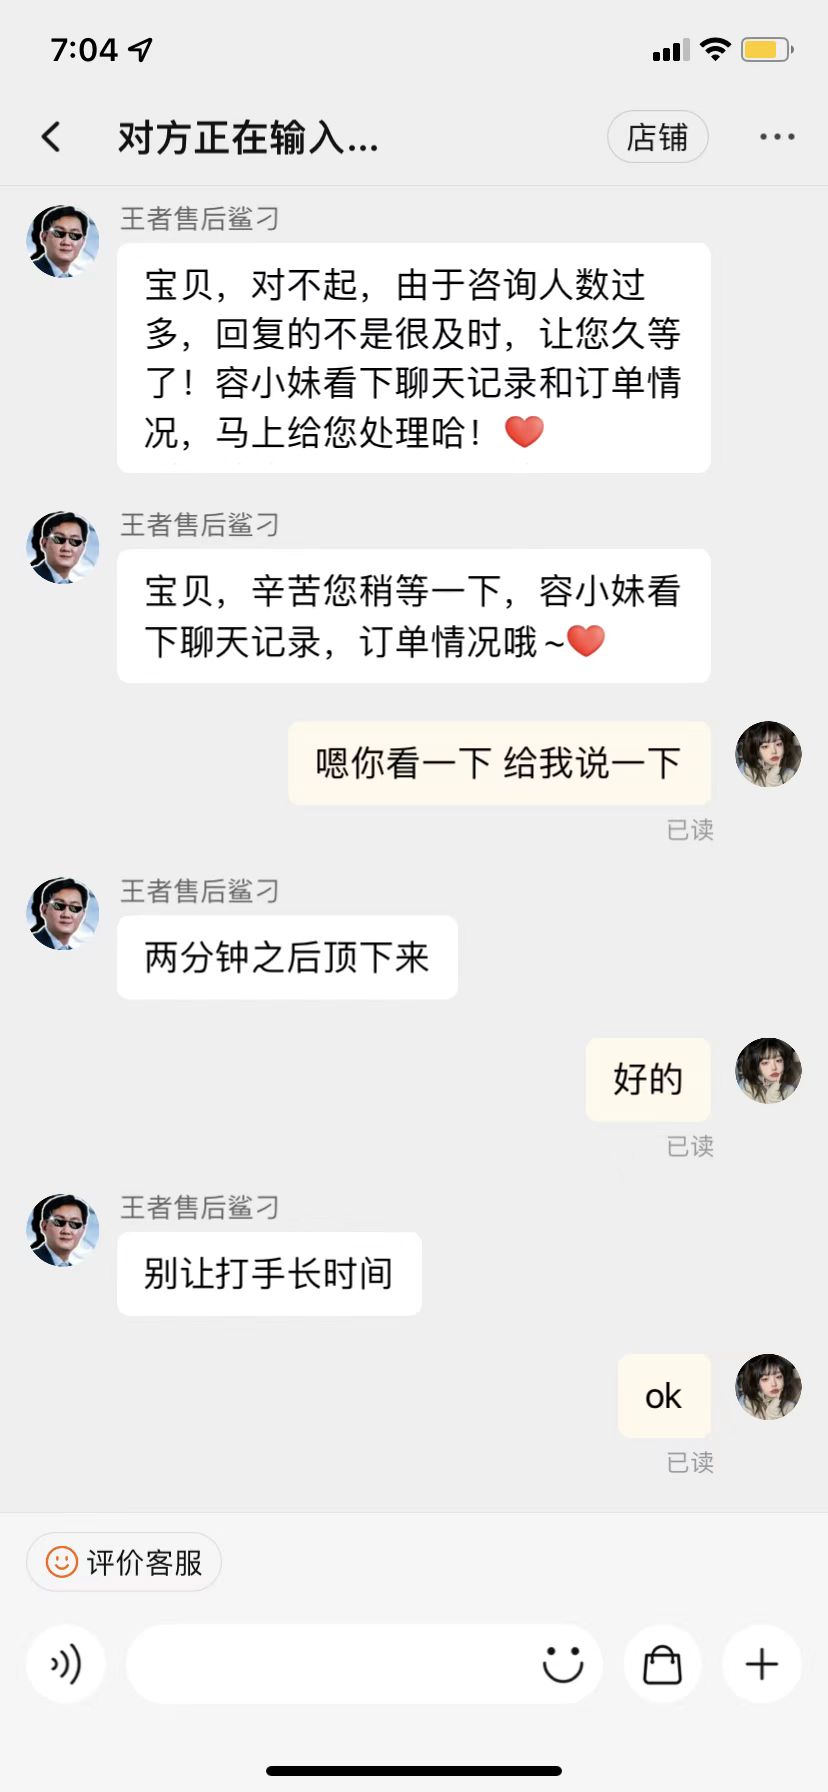 7:04
对方正在输入...
店铺
王者售后鲨刁
宝贝，对不起，由于咨询人数过
多，回复的不是很及时，让您久等
了！容小妹看下聊天记录和订单情
况，马上给您处理哈！❤️
王者售后鲨刁
宝贝，辛苦您稍等一下，容小妹看
下聊天记录，订单情况哦~❤️
嗯你看一下 给我说一下
已读
王者售后鲨刁
两分钟之后顶下来
好的
已读
王者售后鲨刁
别让打手长时间
ok
已读
评价客服